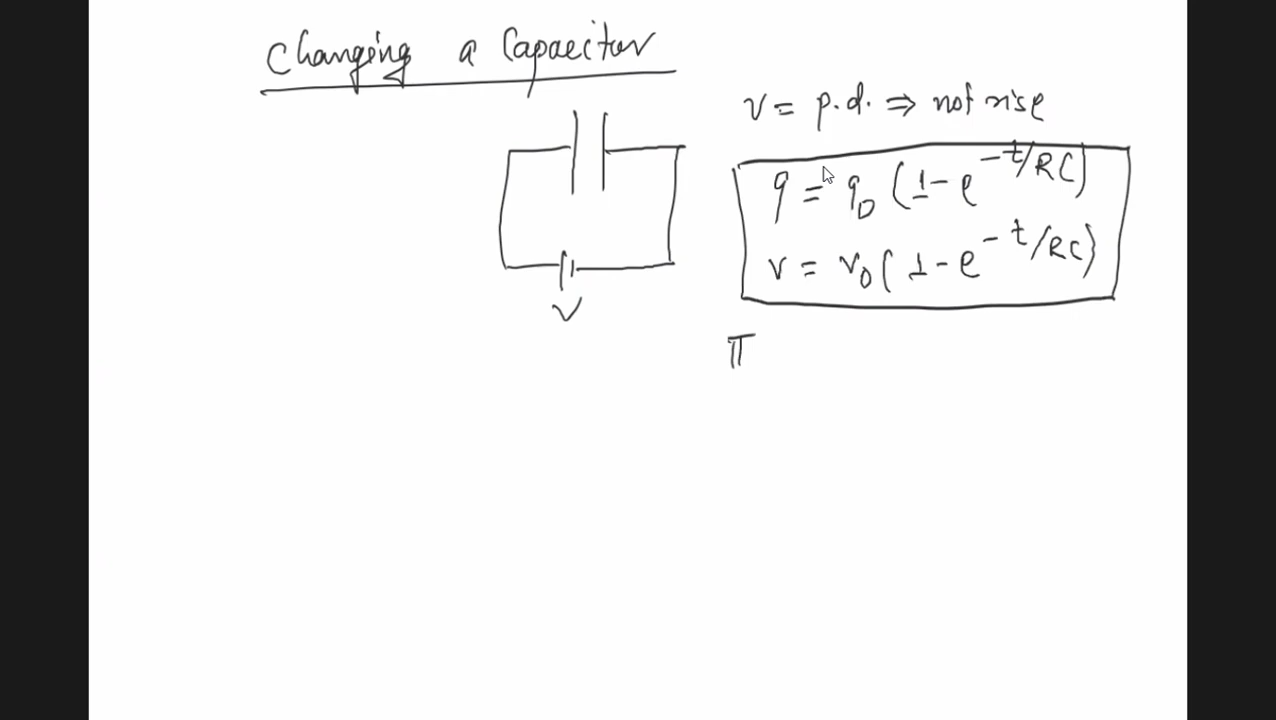 Changing a Capacitor
V = p.d. ⇒ not rise
q = q₀ (1 - e^{-t/RC})
V = V₀ (1 - e^{-t/RC})
V
π